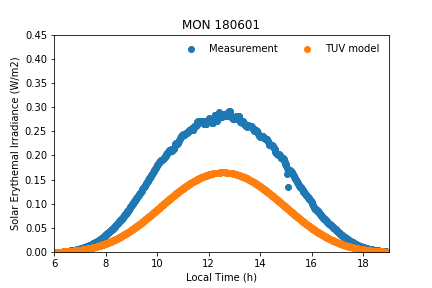 MON 180601
Measurement TUV model
Solar Erythemal Irradiance (W/m2)
0.45
0.40
0.35
0.30
0.25
0.20
0.15
0.10
0.05
0.00
6 8 10 12 14 16 18
Local Time (h)